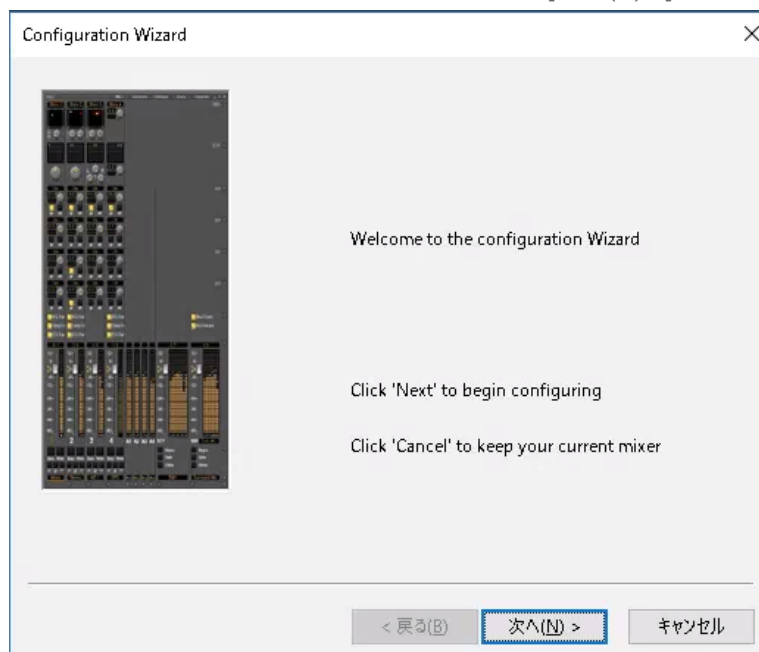 Configuration Wizard
Welcome to the configuration Wizard
Click 'Next' to begin configuring
Click 'Cancel' to keep your current mixer
< 戻る(B)
次へ(N) >
キャンセル